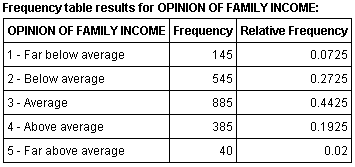 Frequency table results for OPINION OF FAMILY INCOME:
OPINION OF FAMILY INCOME Frequency Relative Frequency
1 - Far below average 145 0.0725
2 - Below average 545 0.2725
3 - Average 885 0.4425
4 - Above average 385 0.1925
5 - Far above average 40 0.02